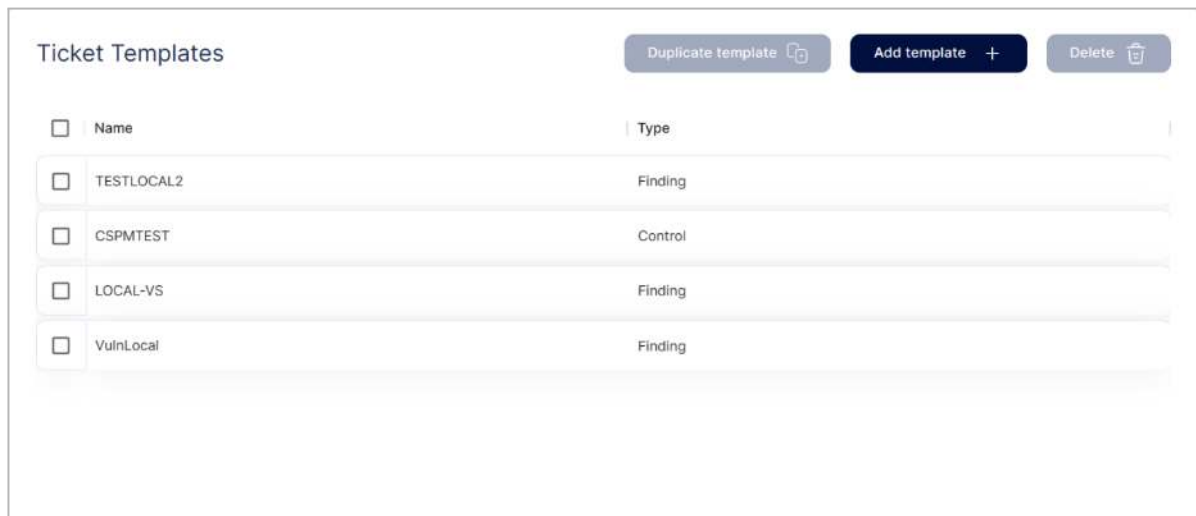 Ticket Templates
Duplicate template
Add template
Delete
Name Type
TESTLOCAL2 Finding
CSPMTEST Control
LOCAL-VS Finding
VulnLocal Finding